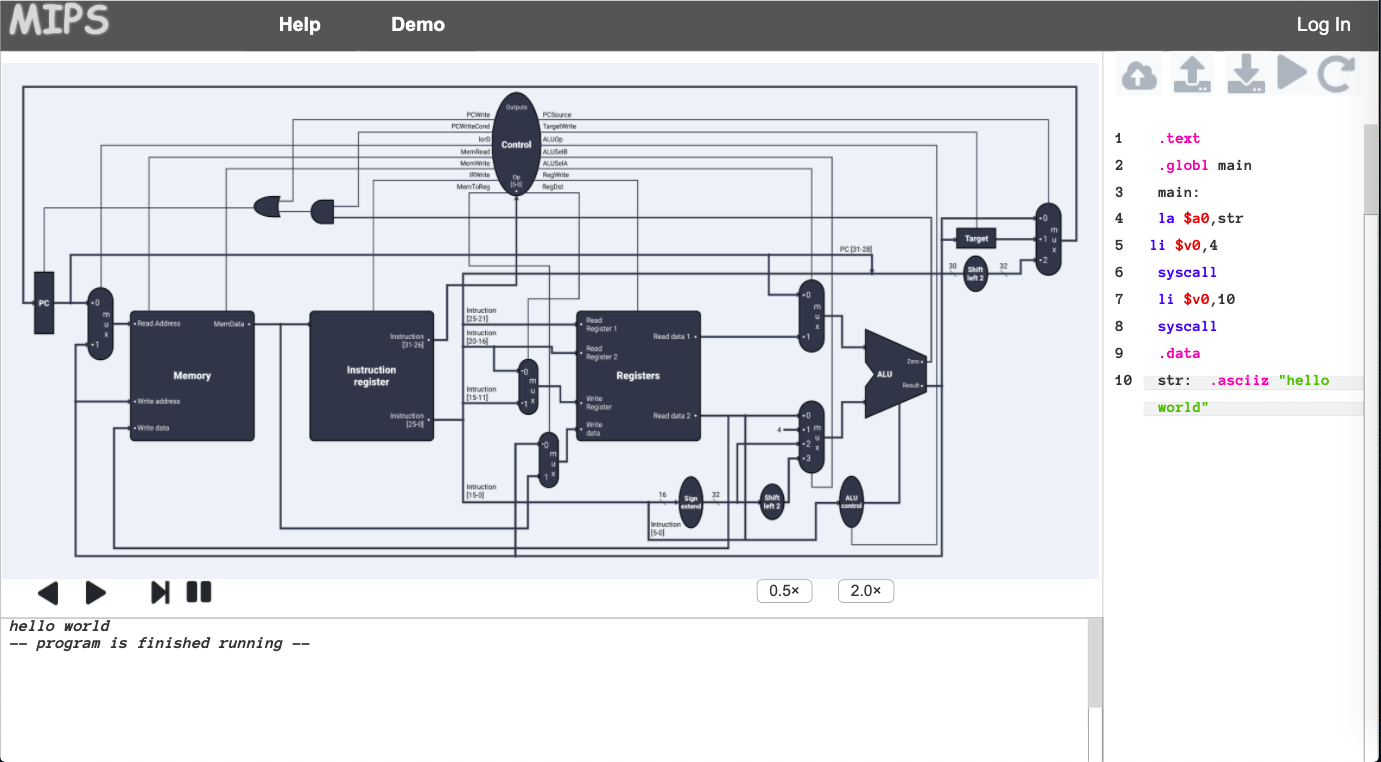 MIPS
Help
Demo
Log In
Outputs
Control
Op
[5-0]
PCWrite
PCWriteCond
IorD
MemRead
MemWrite
IRWrite
MemToReg
PCSource
TargetWrite
ALUOp
ALUSelB
ALUSelA
RegWrite
RegDst
PC [31-28]
Target
0
1
2
m
u
x
30
Shift
left 2
32
PC
0
m
u
x
1
Read Address
MemData
Memory
Write address
Write data
Instruction
[31-26]
Instruction
register
Instruction
[25-0]
Intruction
[25-21]
Intruction
[20-16]
Intruction
[15-11]
Intruction
[15-0]
0
m
u
x
1
0
m
u
x
1
Read
Register 1
Read
Register 2
Read data 1
Registers
Write
Register
Write
data
Read data 2
0
m
u
x
1
ALU
Zero
Result
0
4
1
2
3
m
u
x
16
Sign
extend
32
Shift
left 2
ALU
control
Intruction
[5-0]
0.5×
2.0×
hello world
-- program is finished running --
1 .text
2 .globl main
3 main:
4 la $a0,str
5 li $v0,4
6 syscall
7 li $v0,10
8 syscall
9 .data
10 str: .asciiz "hello
world"